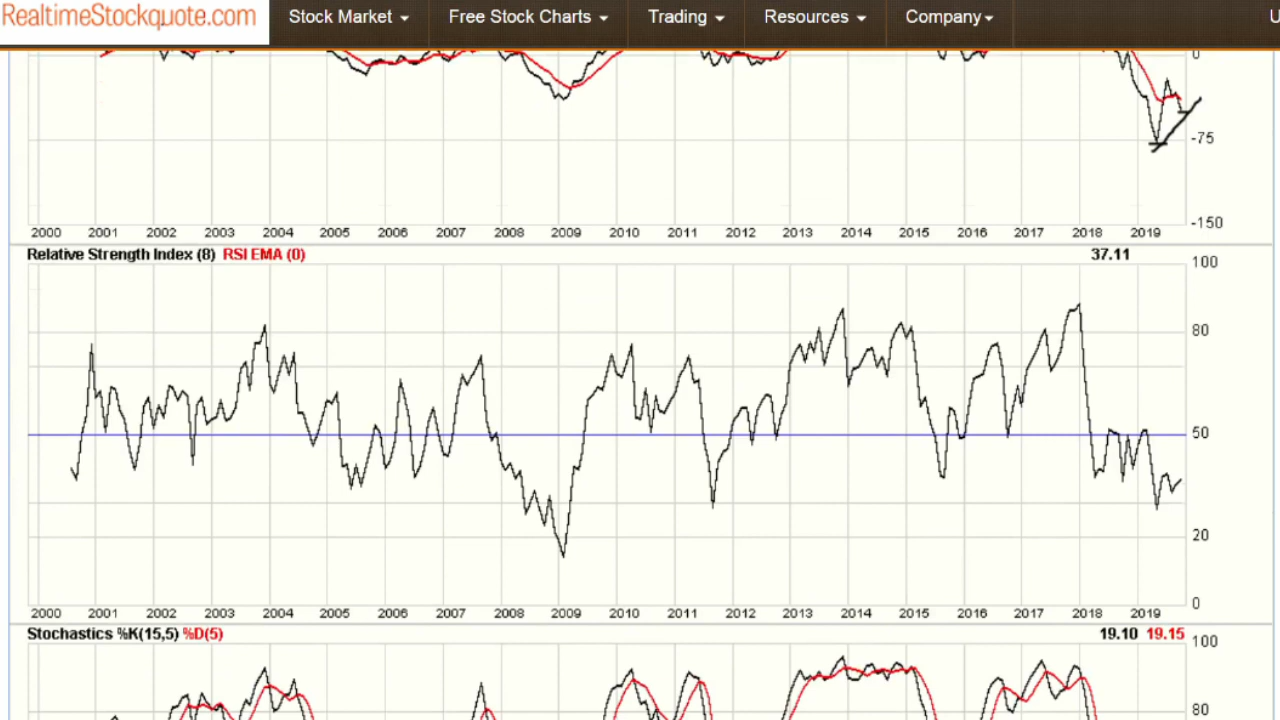 RealtimeStockquote.com Stock Market Free Stock Charts Trading Resources Company U
0
-75
-150
2000 2001 2002 2003 2004 2005 2006 2007 2008 2009 2010 2011 2012 2013 2014 2015 2016 2017 2018 2019
Relative Strength Index (8) RSI EMA (0) 37.11
100
80
50
20
0
2000 2001 2002 2003 2004 2005 2006 2007 2008 2009 2010 2011 2012 2013 2014 2015 2016 2017 2018 2019
Stochastics %K(15,5) %D(5) 19.10 19.15
100
80